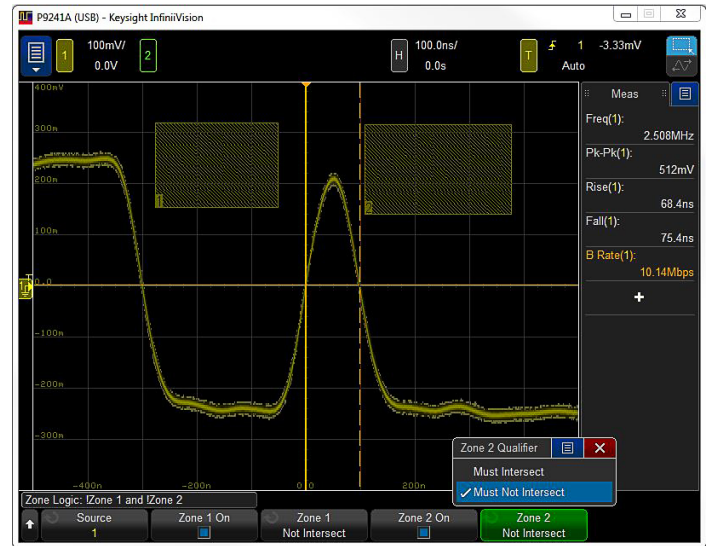 P9241A (USB) - Keysight InfiniiVision
1
100mV/
0.0V
2
H
100.0ns/
0.0s
T
1
-3.33mV
Auto
Meas
Freq(1):
2.508MHz
Pk-Pk(1):
512mV
Rise(1):
68.4ns
Fall(1):
75.4ns
B Rate(1):
10.14Mbps
+
400mV
300m
200m
100m
0.0
-100m
-200m
-300m
1
2
T
1
-400n
-200n
0.0
200n
Zone 2 Qualifier
Must Intersect
Must Not Intersect
Zone Logic: !Zone 1 and !Zone 2
Source
1
Zone 1 On
Zone 1
Not Intersect
Zone 2 On
Zone 2
Not Intersect